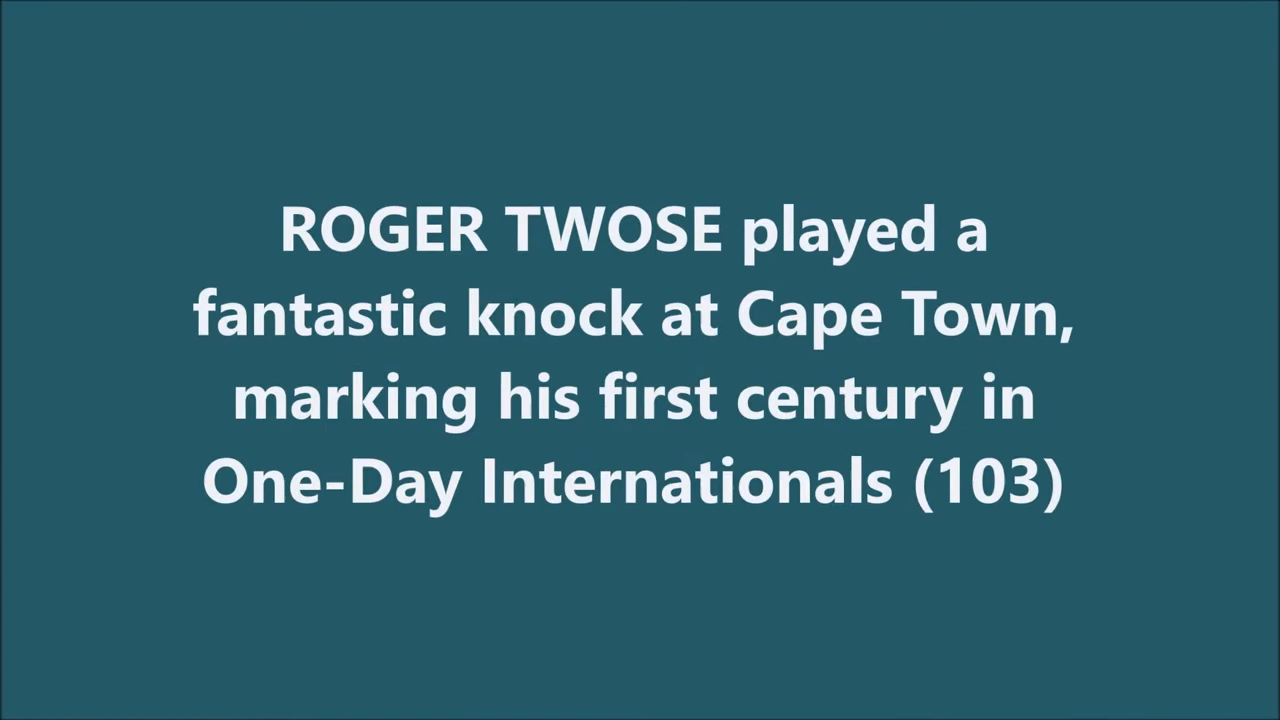 ROGER TWOSE played a
fantastic knock at Cape Town,
marking his first century in
One-Day Internationals (103)